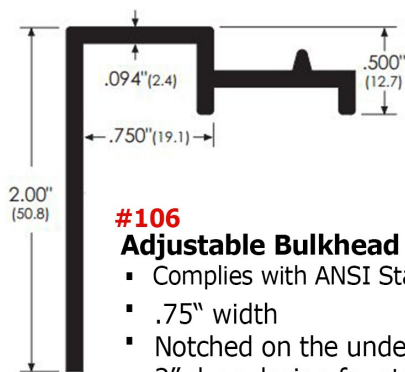 .094"(2.4)
.500"
(12.7)
.750"(19.1)
2.00"
(50.8)
#106
Adjustable Bulkhead
▪ Complies with ANSI
▪ .75“ width
▪ Notched on the